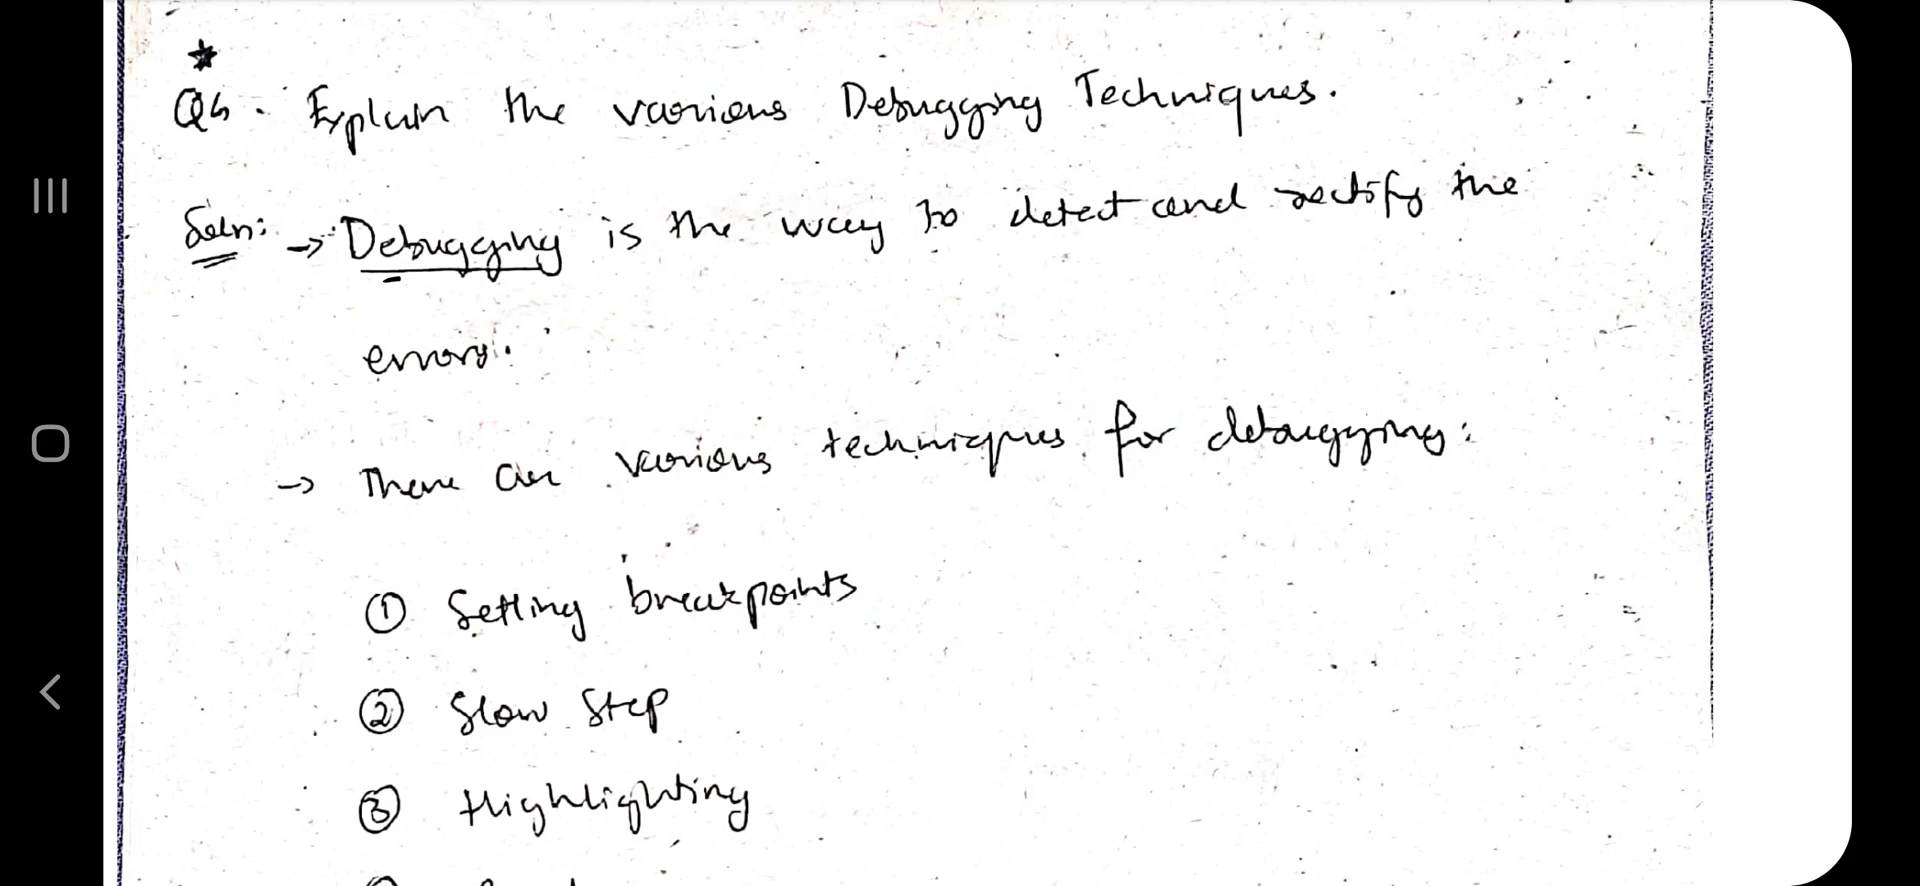 Q6. Explain the various Debugging Techniques.
Soln: → Debugging is the way to detect and rectify the
errors.
→ There are various techniques for debugging:
① Setting breakpoints
② Slow Step
③ Highlighting